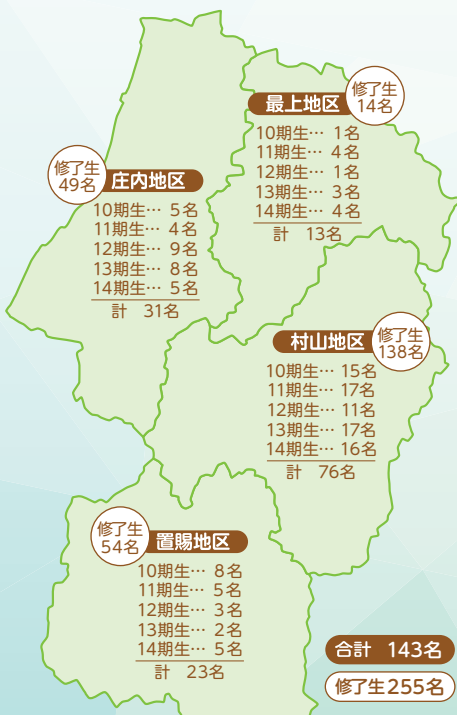 最上地区
修了生
14名
10期生… 1名
11期生… 4名
12期生… 1名
13期生… 3名
14期生… 4名
計 13名
修了生
49名
庄内地区
10期生… 5名
11期生… 4名
12期生… 9名
13期生… 8名
14期生… 5名
計 31名
村山地区
修了生
138名
10期生… 15名
11期生… 17名
12期生… 11名
13期生… 17名
14期生… 16名
計 76名
修了生
54名
置賜地区
10期生… 8名
11期生… 5名
12期生… 3名
13期生… 2名
14期生… 5名
計 23名
合計 143名
修了生255名